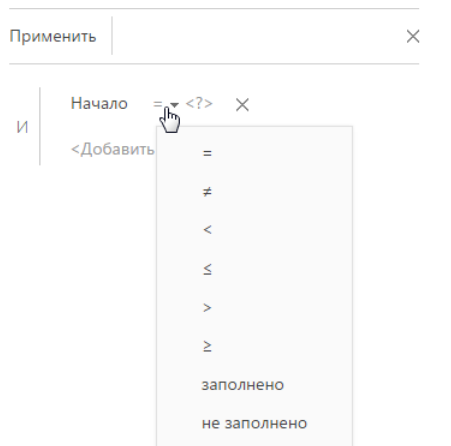 Применить
Начало = <?>
И
<Добавить
=
≠
<
≤
>
≥
заполнено
не заполнено